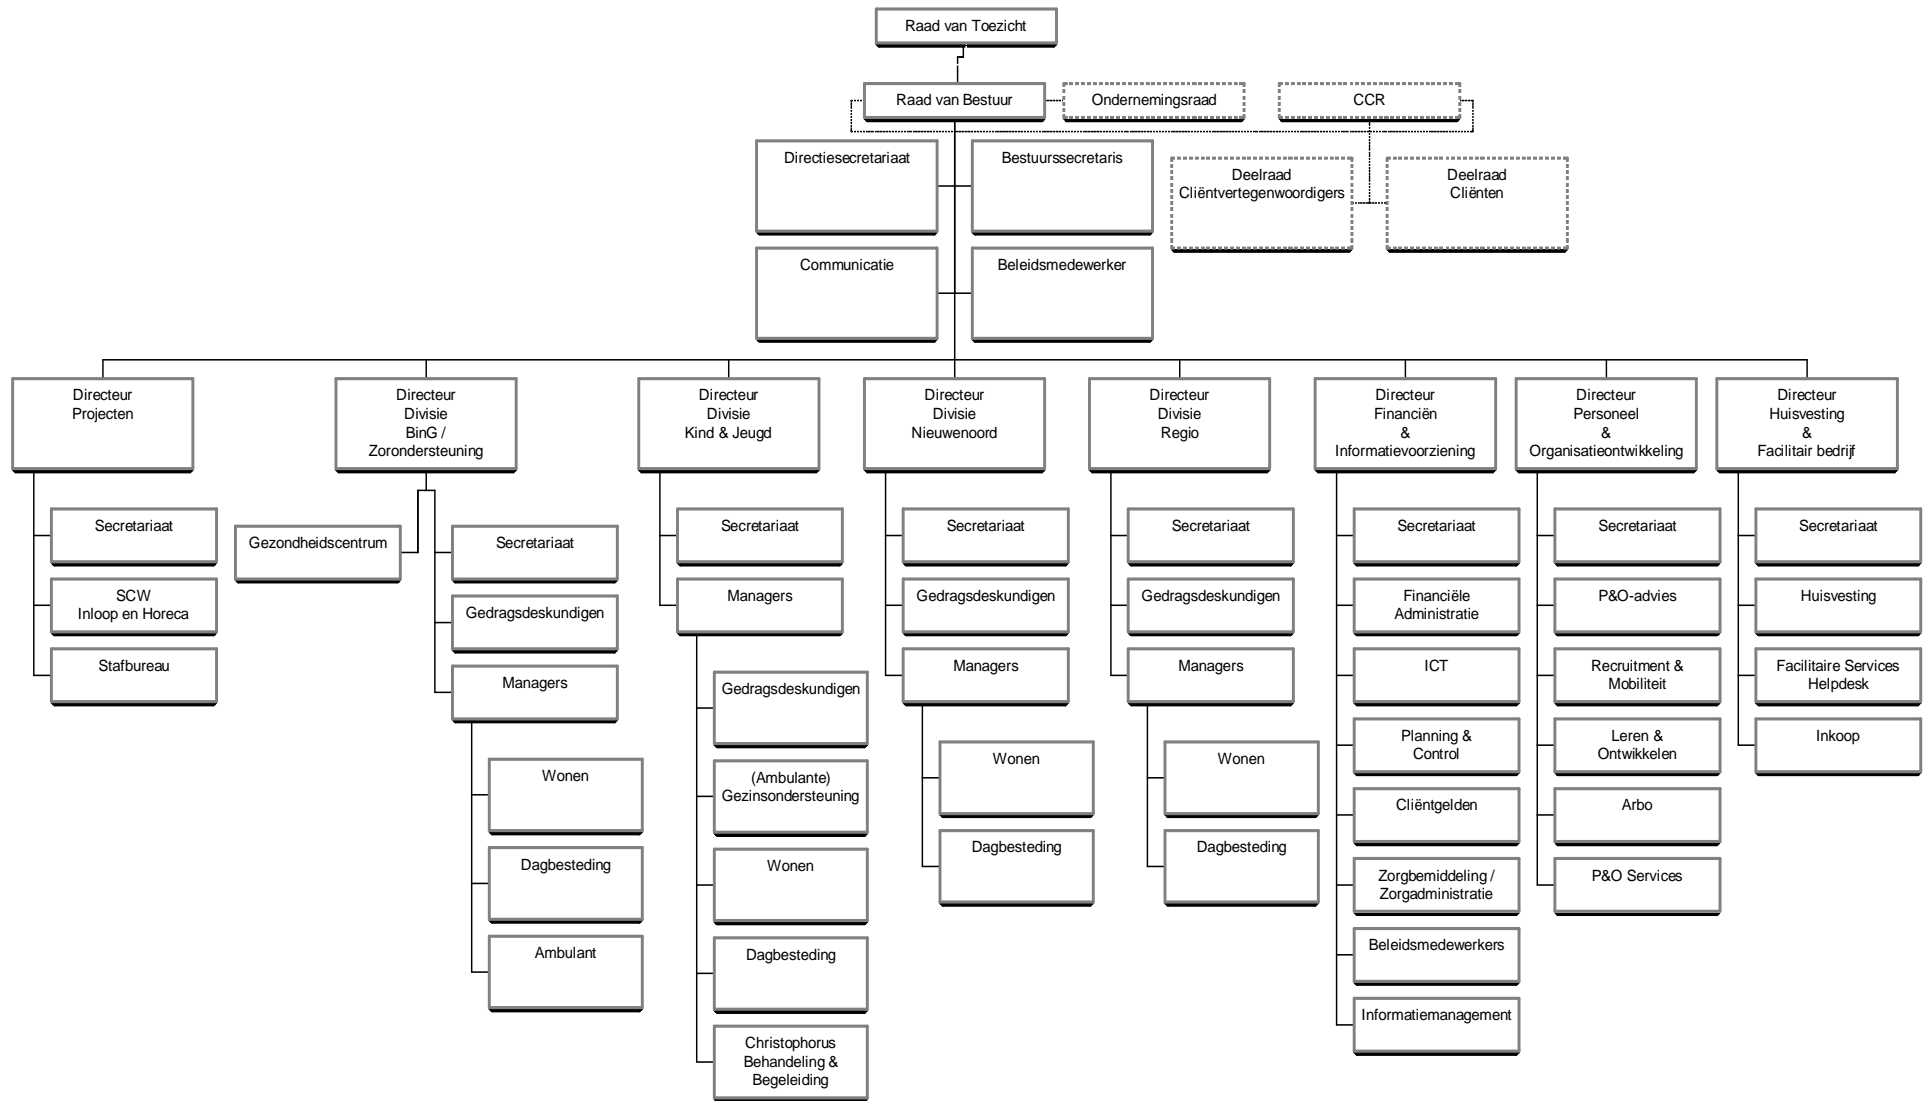 Raad van Toezicht
Raad van Bestuur
Ondernemingsraad
CCR
Directiesecretariaat
Bestuurssecretaris
Deelraad
Cliëntvertegenwoordigers
Deelraad
Cliënten
Communicatie
Beleidsmedewerker
Directeur
Projecten
Secretariaat
SCW
Inloop en Horeca
Stafbureau
Directeur
Divisie
BinG /
Zorondersteuning
Gezondheidscentrum
Secretariaat
Gedragsdeskundigen
Managers
Wonen
Dagbesteding
Ambulant
Directeur
Divisie
Kind & Jeugd
Secretariaat
Managers
Gedragsdeskundigen
(Ambulante)
Gezinsondersteuning
Wonen
Dagbesteding
Christophorus
Behandeling &
Begeleiding
Directeur
Divisie
Nieuwenoord
Secretariaat
Gedragsdeskundigen
Managers
Wonen
Dagbesteding
Directeur
Divisie
Regio
Secretariaat
Gedragsdeskundigen
Managers
Wonen
Dagbesteding
Directeur
Financiën
&
Informatievoorziening
Secretariaat
Financiële
Administratie
ICT
Planning &
Control
Cliëntgelden
Zorgbemiddeling /
Zorgadministratie
Beleidsmedewerkers
Informatiemanagement
Directeur
Personeel
&
Organisatieontwikkeling
Secretariaat
P&O-advies
Recruitment &
Mobiliteit
Leren &
Ontwikkelen
Arbo
P&O Services
Directeur
Huisvesting
&
Facilitair bedrijf
Secretariaat
Huisvesting
Facilitaire Services
Helpdesk
Inkoop